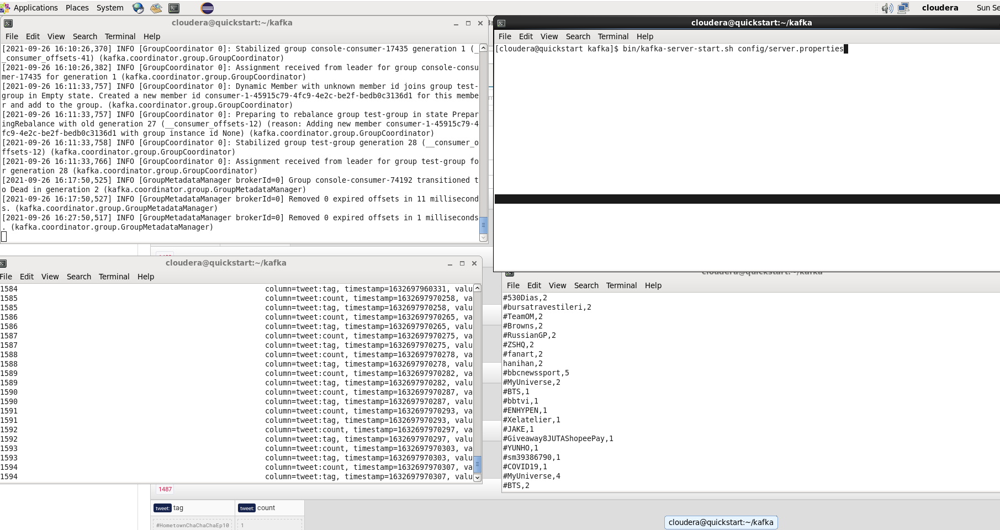 Applications Places System
cloudera Sun Se
cloudera@quickstart:~/kafka
File Edit View Search Terminal Help
[2021-09-26 16:10:26,370] INFO [GroupCoordinator 0]: Stabilized group console-consumer-17435 generation 1 (_
_consumer_offsets-41) (kafka.coordinator.group.GroupCoordinator)
[2021-09-26 16:10:26,382] INFO [GroupCoordinator 0]: Assignment received from leader for group console-consu
mer-17435 for generation 1 (kafka.coordinator.group.GroupCoordinator)
[2021-09-26 16:11:33,757] INFO [GroupCoordinator 0]: Dynamic Member with unknown member id joins group test-
group in Empty state. Created a new member id consumer-1-45915c79-4fc9-4e2c-be2f-bedb0c3136d1 for this membe
r and add to the group. (kafka.coordinator.group.GroupCoordinator)
[2021-09-26 16:11:33,757] INFO [GroupCoordinator 0]: Preparing to rebalance group test-group in state Prepar
ingRebalance with old generation 27 (__consumer_offsets-12) (reason: Adding new member consumer-1-45915c79-4
fc9-4e2c-be2f-bedb0c3136d1 with group instance id None) (kafka.coordinator.group.GroupCoordinator)
[2021-09-26 16:11:33,758] INFO [GroupCoordinator 0]: Stabilized group test-group generation 28 (__consumer_o
ffsets-12) (kafka.coordinator.group.GroupCoordinator)
[2021-09-26 16:11:33,766] INFO [GroupCoordinator 0]: Assignment received from leader for group test-group fo
r generation 28 (kafka.coordinator.group.GroupCoordinator)
[2021-09-26 16:17:50,525] INFO [GroupMetadataManager brokerId=0] Group console-consumer-74192 transitioned t
o Dead in generation 2 (kafka.coordinator.group.GroupMetadataManager)
[2021-09-26 16:17:50,527] INFO [GroupMetadataManager brokerId=0] Removed 0 expired offsets in 11 millisecond
s. (kafka.coordinator.group.GroupMetadataManager)
[2021-09-26 16:27:50,517] INFO [GroupMetadataManager brokerId=0] Removed 0 expired offsets in 1 milliseconds
. (kafka.coordinator.group.GroupMetadataManager)
cloudera@quickstart:~/kafka
File Edit View Search Terminal Help
[cloudera@quickstart kafka]$ bin/kafka-server-start.sh config/server.properties
cloudera@quickstart:~/kafka
File Edit View Search Terminal Help
1584 column=tweet:tag, timestamp=1632697960331, valu
1585 column=tweet:count, timestamp=1632697970258, va
1585 column=tweet:tag, timestamp=1632697970258, valu
1586 column=tweet:count, timestamp=1632697970265, va
1586 column=tweet:tag, timestamp=1632697970265, valu
1587 column=tweet:count, timestamp=1632697970275, va
1587 column=tweet:tag, timestamp=1632697970275, valu
1588 column=tweet:count, timestamp=1632697970278, va
1588 column=tweet:tag, timestamp=1632697970278, valu
1589 column=tweet:count, timestamp=1632697970282, va
1589 column=tweet:tag, timestamp=1632697970282, valu
1590 column=tweet:count, timestamp=1632697970287, va
1590 column=tweet:tag, timestamp=1632697970287, valu
1591 column=tweet:count, timestamp=1632697970293, va
1591 column=tweet:tag, timestamp=1632697970293, valu
1592 column=tweet:count, timestamp=1632697970297, va
1592 column=tweet:tag, timestamp=1632697970297, valu
1593 column=tweet:count, timestamp=1632697970303, va
1593 column=tweet:tag, timestamp=1632697970303, valu
1594 column=tweet:count, timestamp=1632697970307, va
1594 column=tweet:tag, timestamp=1632697970307, valu
cloudera@quickstart:~/kafka
File Edit View Search Terminal Help
#530Dias,2
#bursatravestileri,2
#TeamOM,2
#Browns,2
#RussianGP,2
#ZSHQ,2
#fanart,2
hanihan,2
#bbcnewssport,5
#MyUniverse,2
#BTS,1
#bbtvi,1
#ENHYPEN,1
#Xelatelier,1
#JAKE,1
#Giveaway8JUTAShopeePay,1
#YUNHO,1
#sm39386790,1
#COVID19,1
#MyUniverse,4
#BTS,2
1487
tweet: tag tweet: count
#HometownChaChaChaEp10 1
cloudera@quickstart:~/kafka